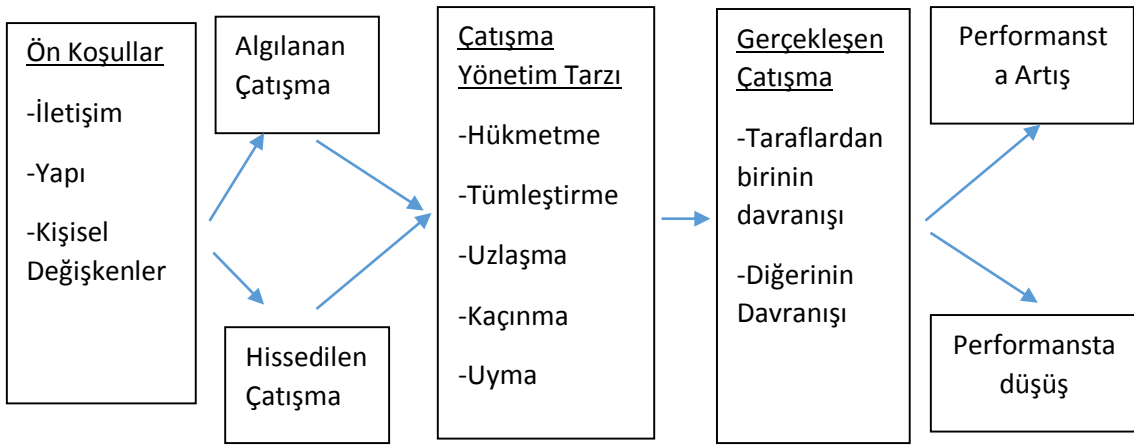 Ön Koşullar
-İletişim
-Yapı
-Kişisel
Değişkenler
Algılanan
Çatışma
Hissedilen
Çatışma
Çatışma
Yönetim Tarzı
-Hükmetme
-Tümleştirme
-Uzlaşma
-Kaçınma
-Uyma
Gerçekleşen
Çatışma
-Taraflardan
birinin
davranışı
-Diğerinin
Davranışı
Performanst
a Artış
Performansta
düşüş